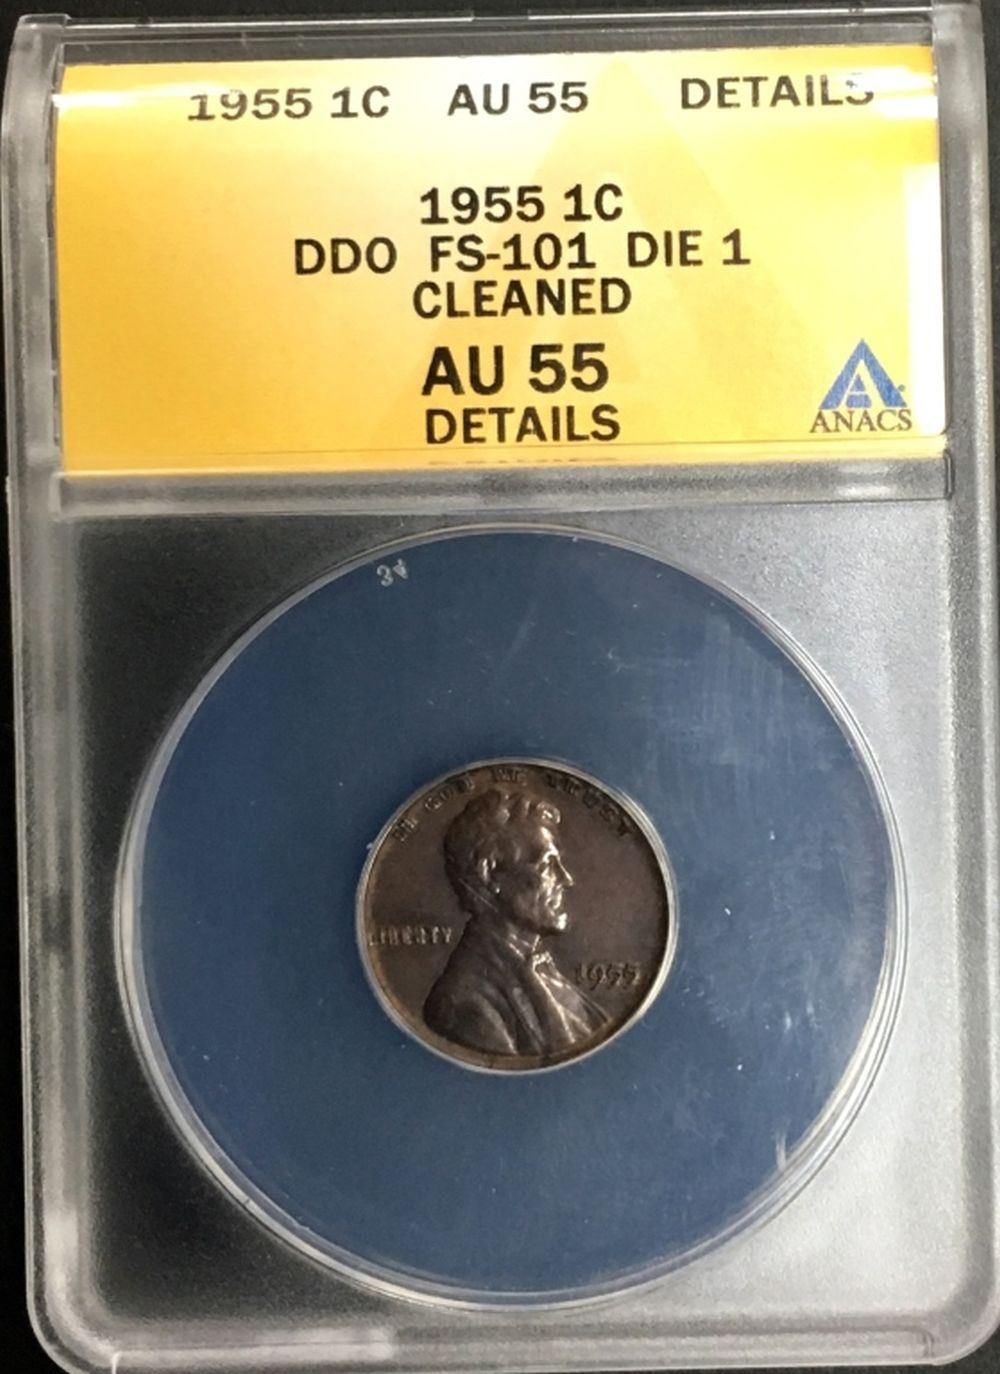 1955 1C AU 55 DETAILS
1955 1C
DDO FS-101 DIE 1
CLEANED
AU 55
DETAILS
ANACS
34
IN GOD WE TRUST
LIBERTY
1955